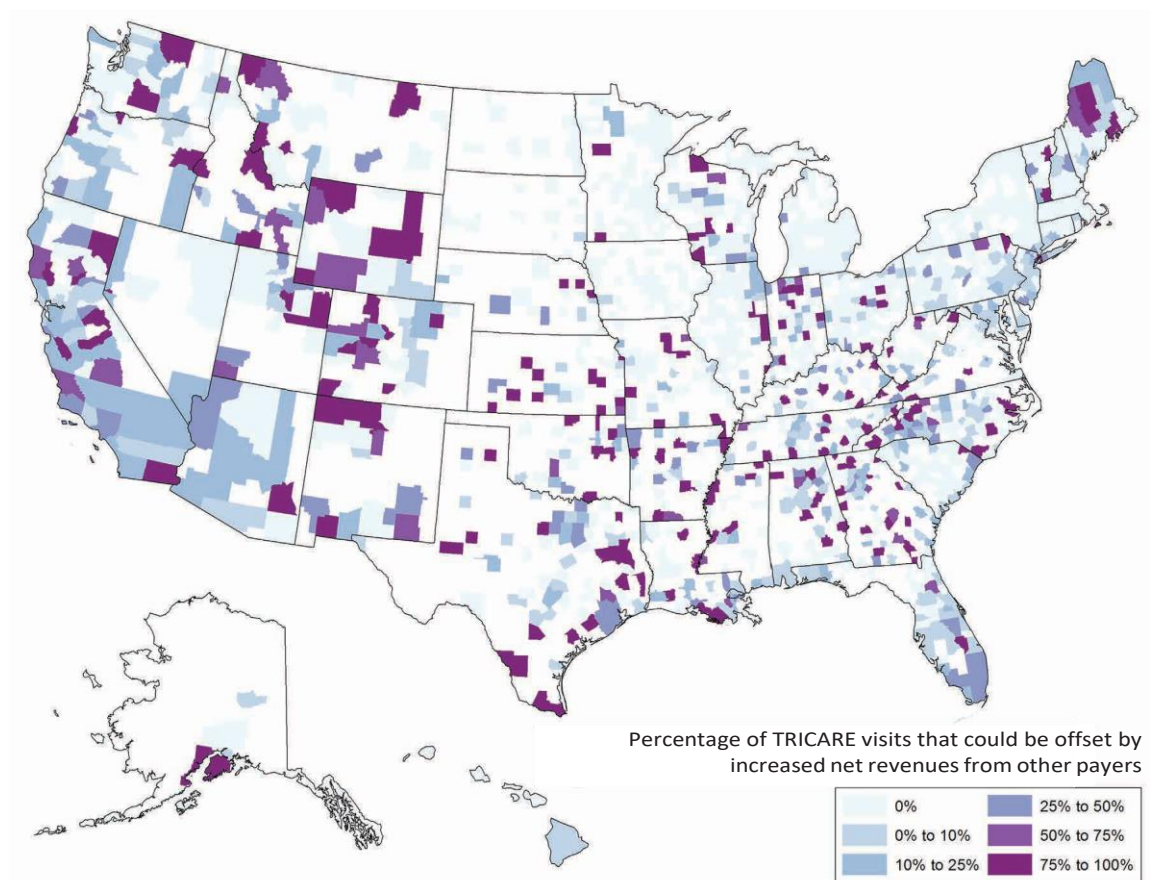 Percentage of TRICARE visits that could be offset by
increased net revenues from other payers
0%
25% to 50%
0% to 10%
50% to 75%
10% to 25%
75% to 100%